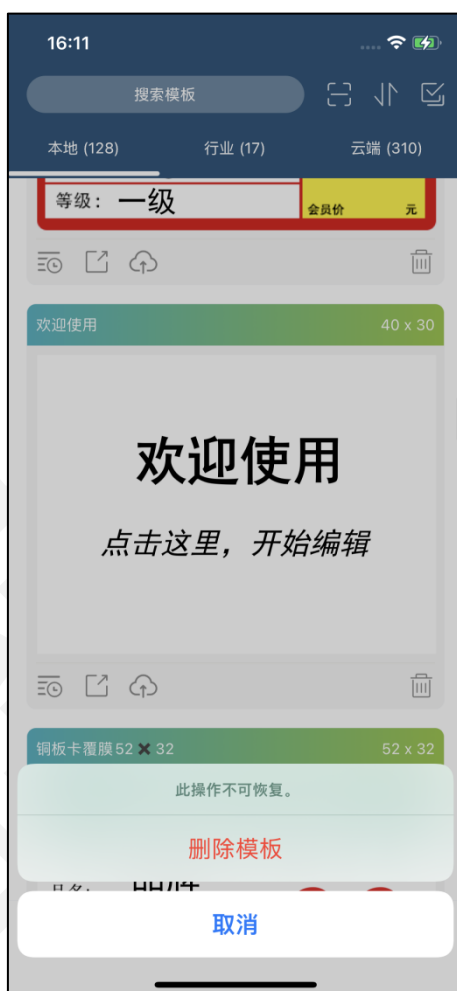 16:11
搜索模板
本地 (128) 行业 (17) 云端 (310)
等级: 一级
会员价 元
欢迎使用 40 x 30
欢迎使用
点击这里，开始编辑
铜板卡覆膜52✖️32 52 x 32
此操作不可恢复。
删除模板
品牌
取消